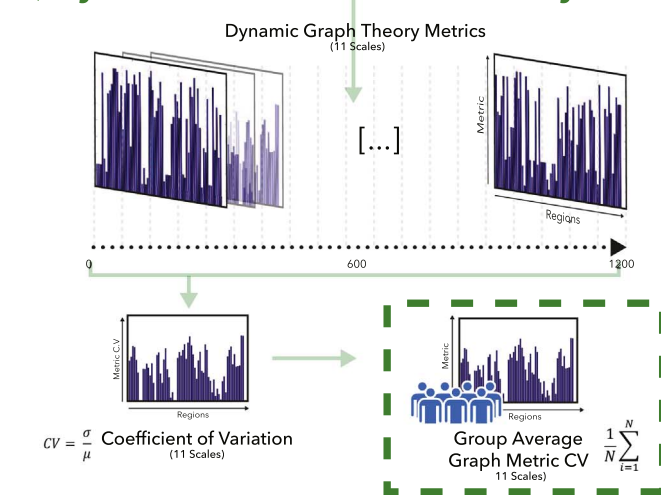 Dynamic Graph Theory Metrics
(11 Scales)
[...]
Metric
Regions
0
600
1200
Metric C.V
Regions
CV = σ/μ
Coefficient of Variation
(11 Scales)
Metric
Regions
Group Average
Graph Metric CV
11 Scales)
1/N ∑ i=1 N